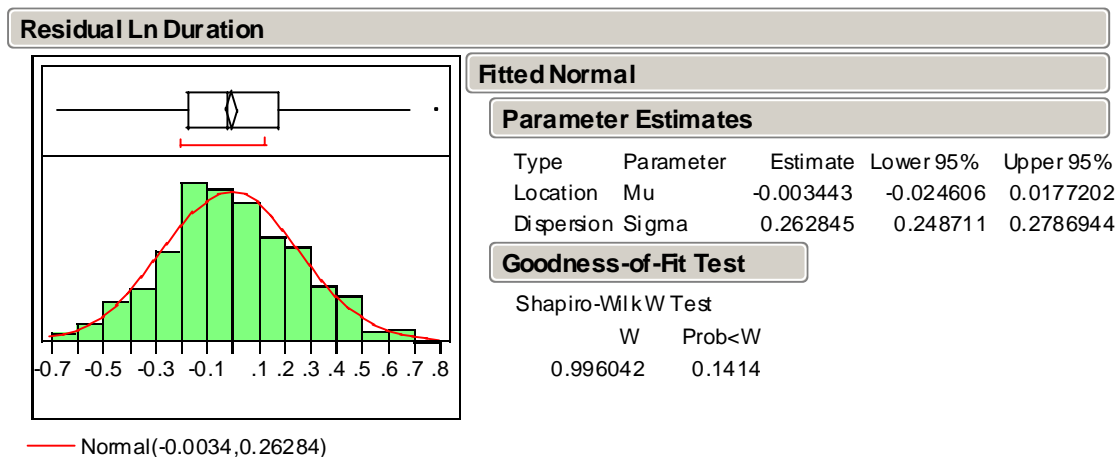 Residual Ln Duration
-0.7 -0.5 -0.3 -0.1 .1 .2 .3 .4 .5 .6 .7 .8
Normal(-0.0034,0.26284)
Fitted Normal
Parameter Estimates
Type Parameter Estimate Lower 95% Upper 95%
Location Mu -0.003443 -0.024606 0.0177202
Dispersion Sigma 0.262845 0.248711 0.2786944
Goodness-of-Fit Test
Shapiro-Wilk W Test
W Prob<W
0.996042 0.1414